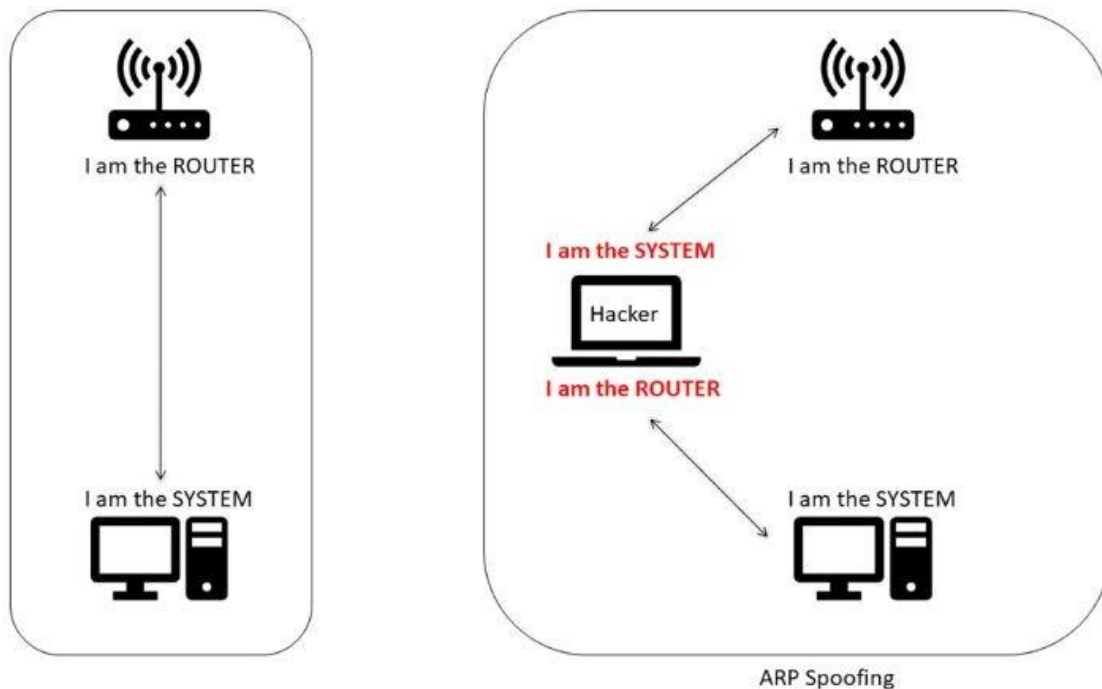 I am the ROUTER
I am the SYSTEM
I am the ROUTER
I am the SYSTEM
Hacker
I am the ROUTER
I am the SYSTEM
ARP Spoofing